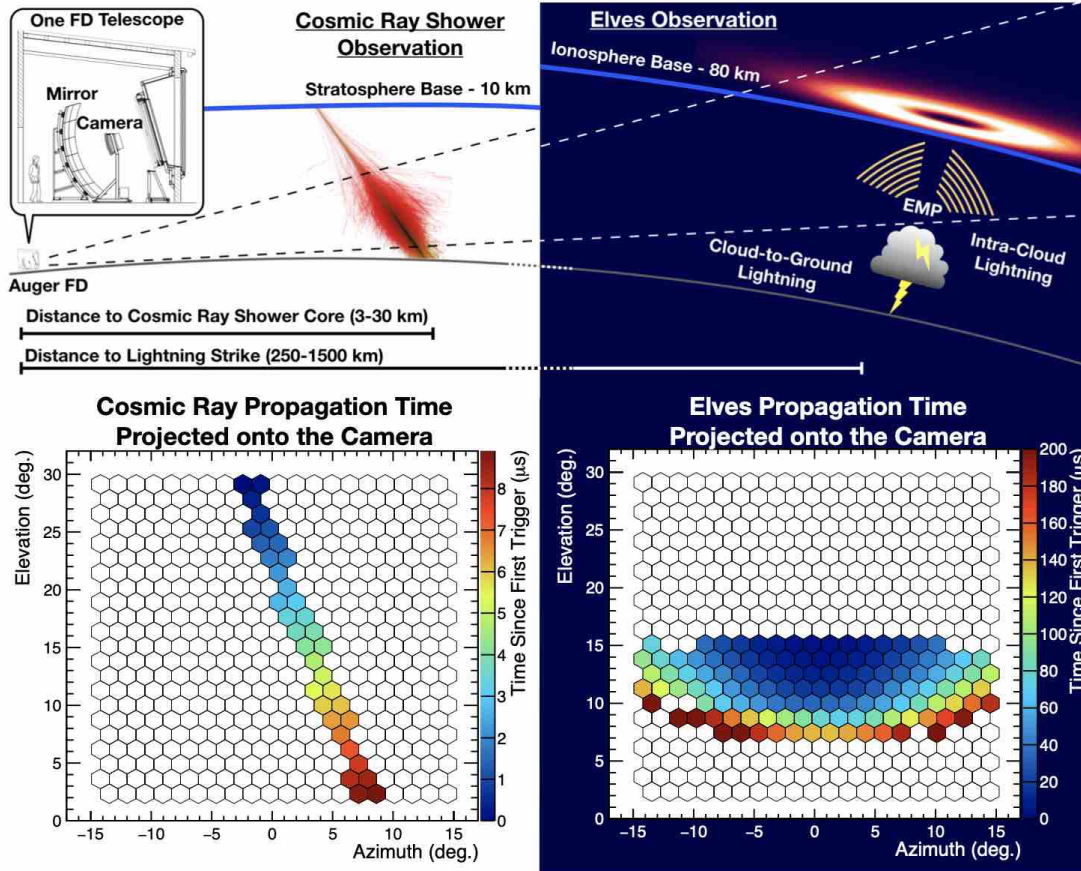 One FD Telescope
Mirror
Camera
Auger FD
Cosmic Ray Shower
Observation
Stratosphere Base - 10 km
Distance to Cosmic Ray Shower Core (3-30 km)
Distance to Lightning Strike (250-1500 km)
Elves Observation
Ionosphere Base - 80 km
EMP
Cloud-to-Ground
Lightning
Intra-Cloud
Lightning
Cosmic Ray Propagation Time
Projected onto the Camera
Elevation (deg.)
30
25
20
15
10
5
0
−15 −10 −5 0 5 10 15
Azimuth (deg.)
8
7
6
5
4
3
2
1
0
Time Since First Trigger (μs)
Elves Propagation Time
Projected onto the Camera
Elevation (deg.)
30
25
20
15
10
5
0
−15 −10 −5 0 5 10 15
Azimuth (deg.)
200
180
160
140
120
100
80
60
40
20
0
Time Since First Trigger (μs)